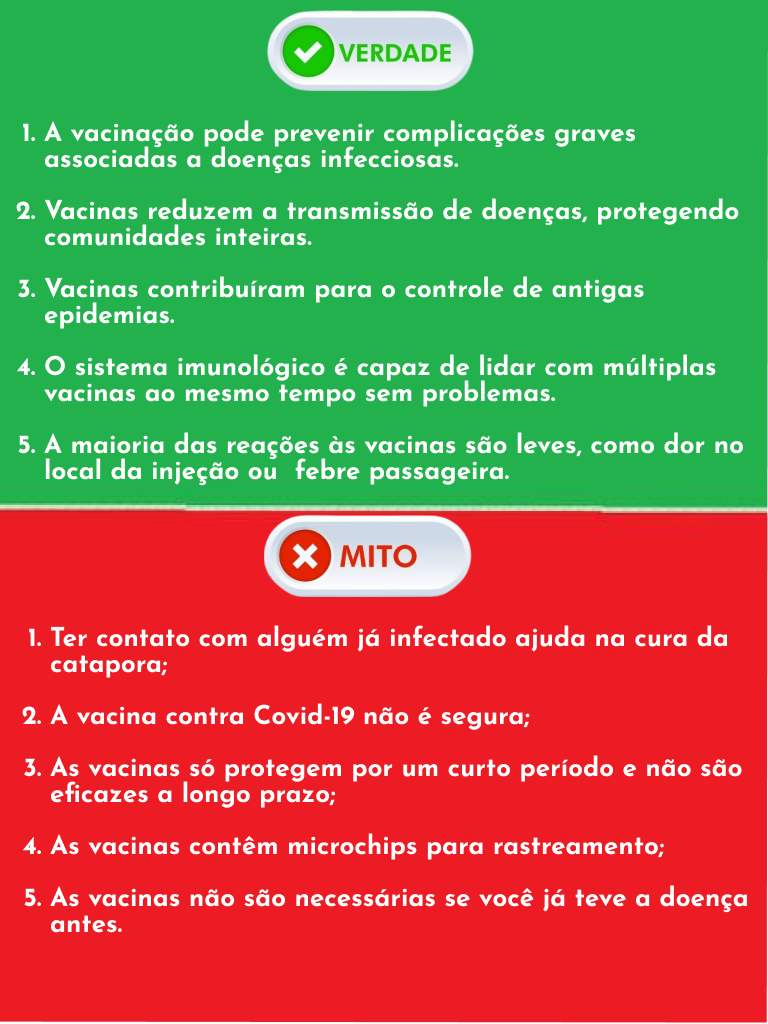 VERDADE
1. A vacinação pode prevenir complicações graves
associadas a doenças infecciosas.
2. Vacinas reduzem a transmissão de doenças, protegendo
comunidades inteiras.
3. Vacinas contribuíram para o controle de antigas
epidemias.
4. O sistema imunológico é capaz de lidar com múltiplas
vacinas ao mesmo tempo sem problemas.
5. A maioria das reações às vacinas são leves, como dor no
local da injeção ou  febre passageira.
MITO
1. Ter contato com alguém já infectado ajuda na cura da
catapora;
2. A vacina contra Covid-19 não é segura;
3. As vacinas só protegem por um curto período e não são
eficazes a longo prazo;
4. As vacinas contêm microchips para rastreamento;
5. As vacinas não são necessárias se você já teve a doença
antes.